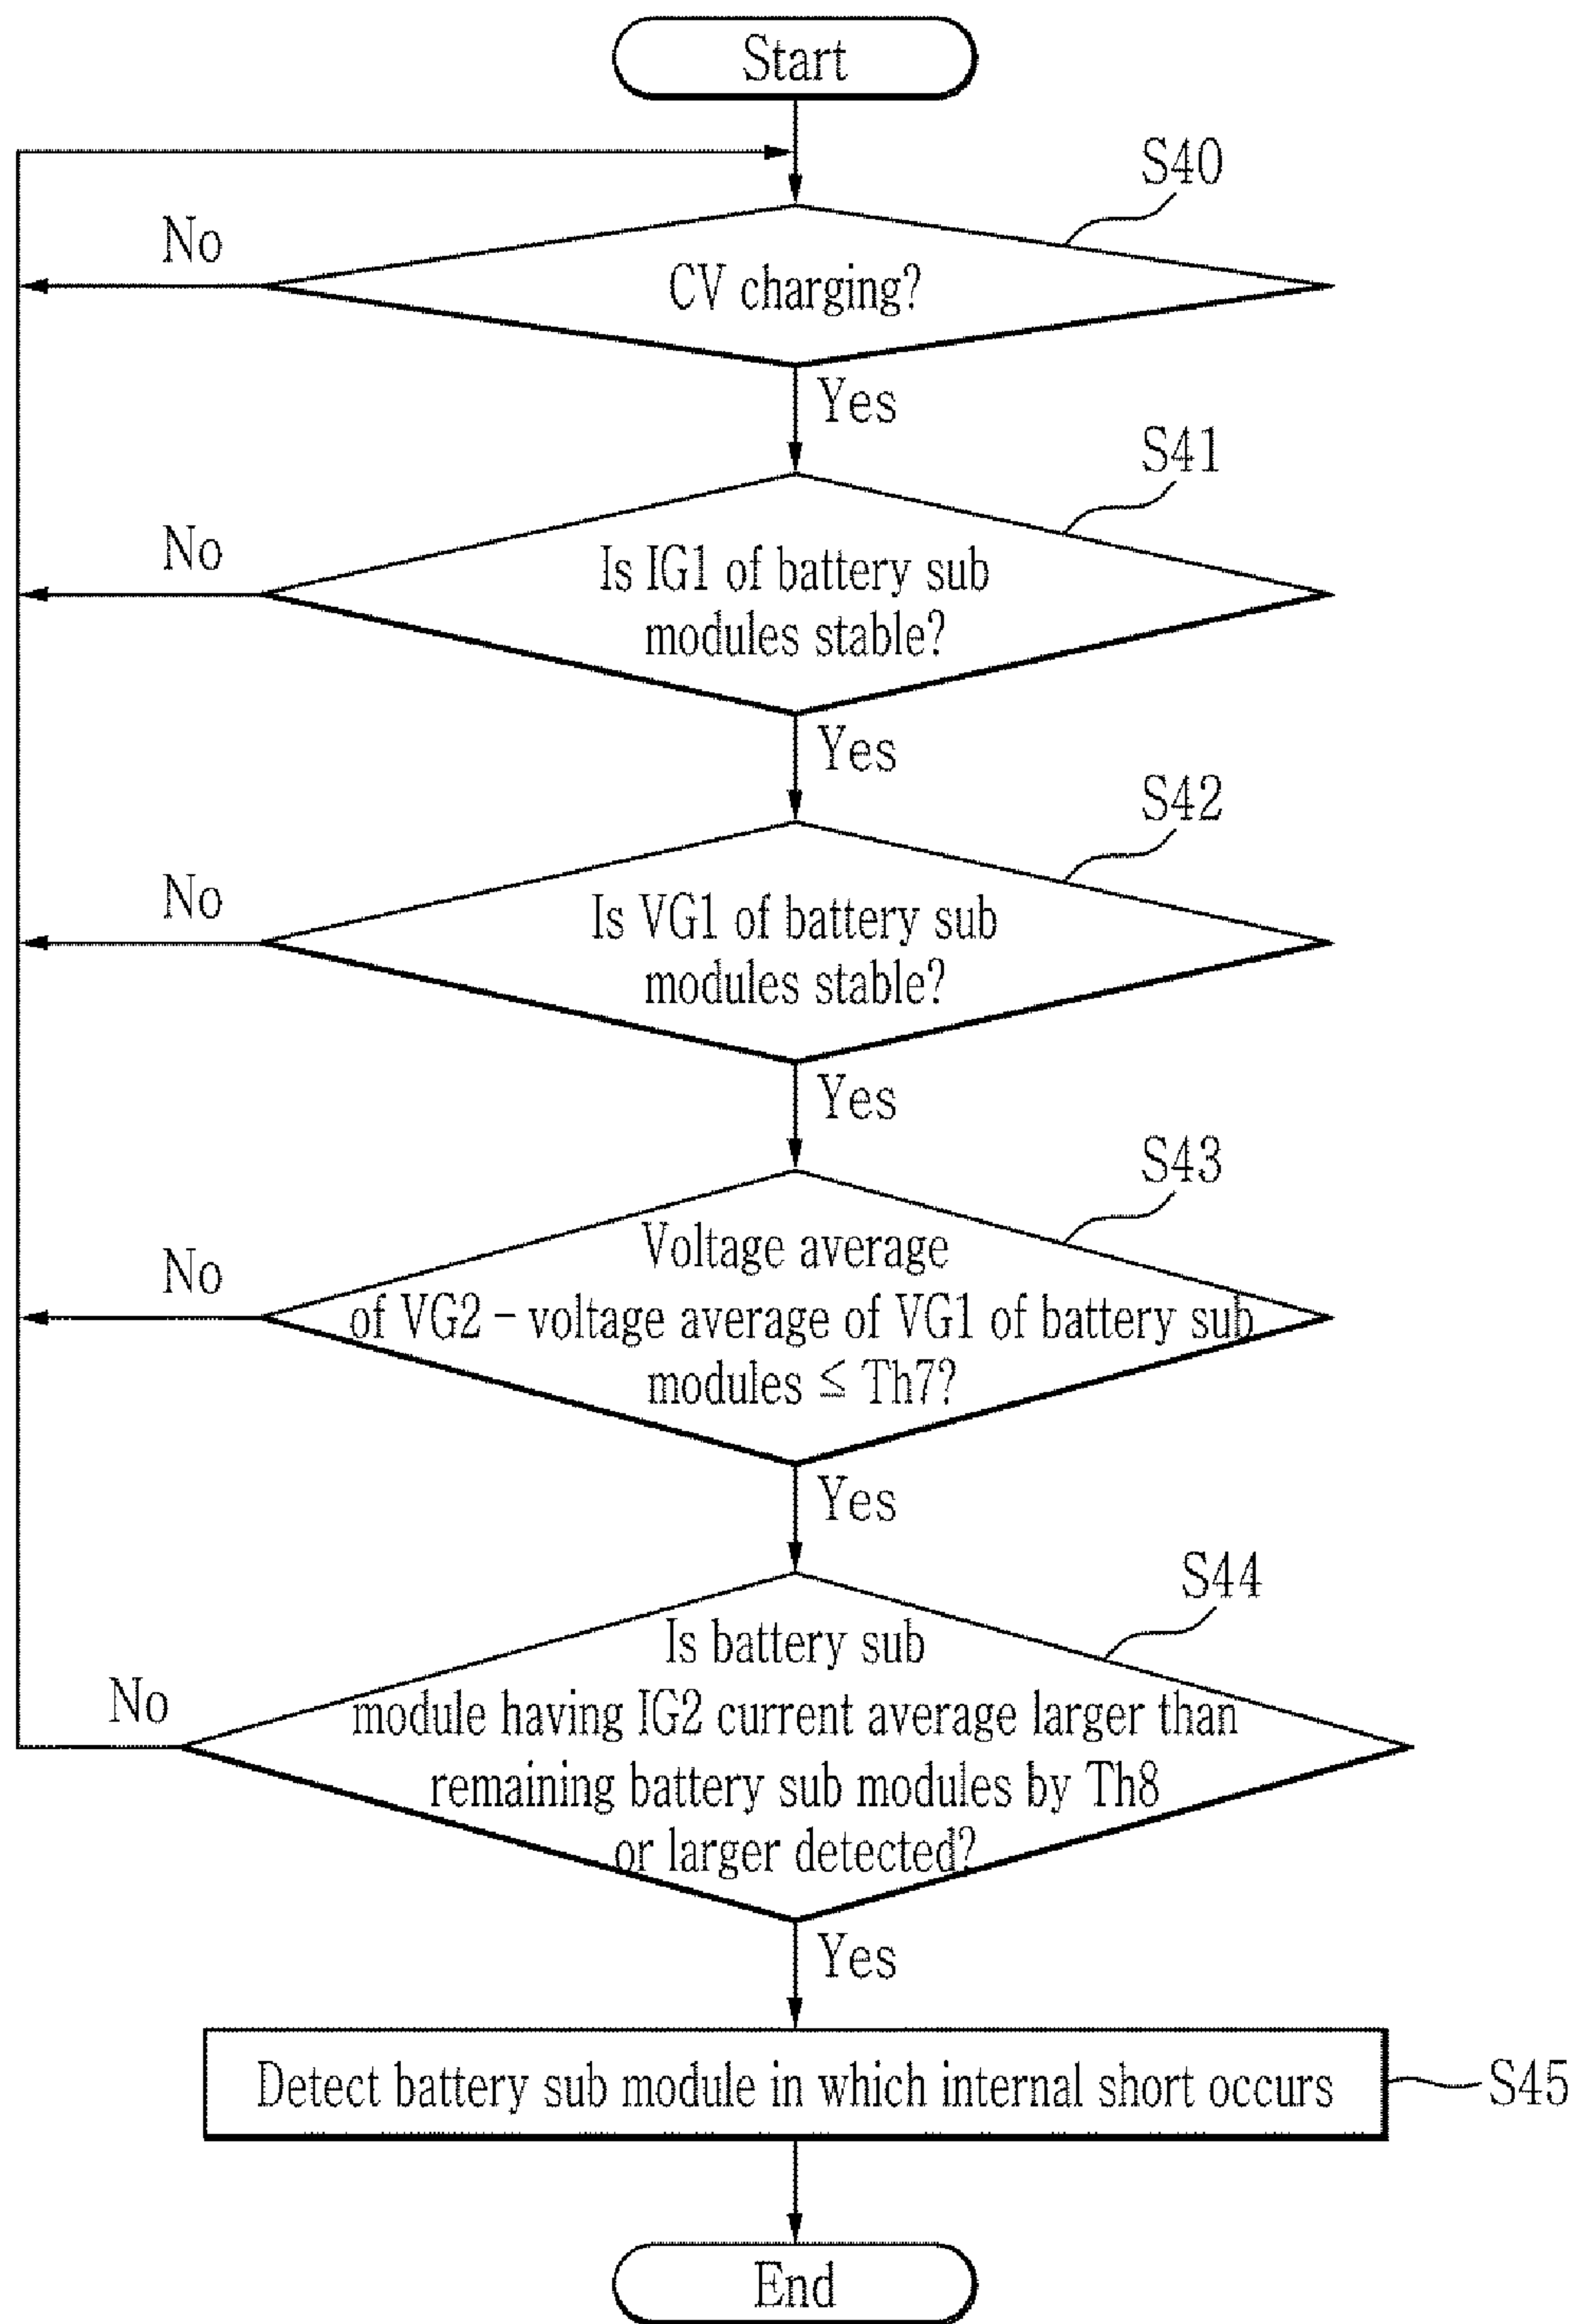 Start
S40
No
CV charging?
Yes
S41
No
Is IG1 of battery sub
modules stable?
Yes
S42
No
Is VG1 of battery sub
modules stable?
Yes
S43
Voltage average
No
of VG2 – voltage average of VG1 of battery sub
modules ≤ Th7?
Yes
S44
Is battery sub
No
module having IG2 current average larger than
remaining battery sub modules by Th8
or larger detected?
Yes
Detect battery sub module in which internal short occurs
S45
End